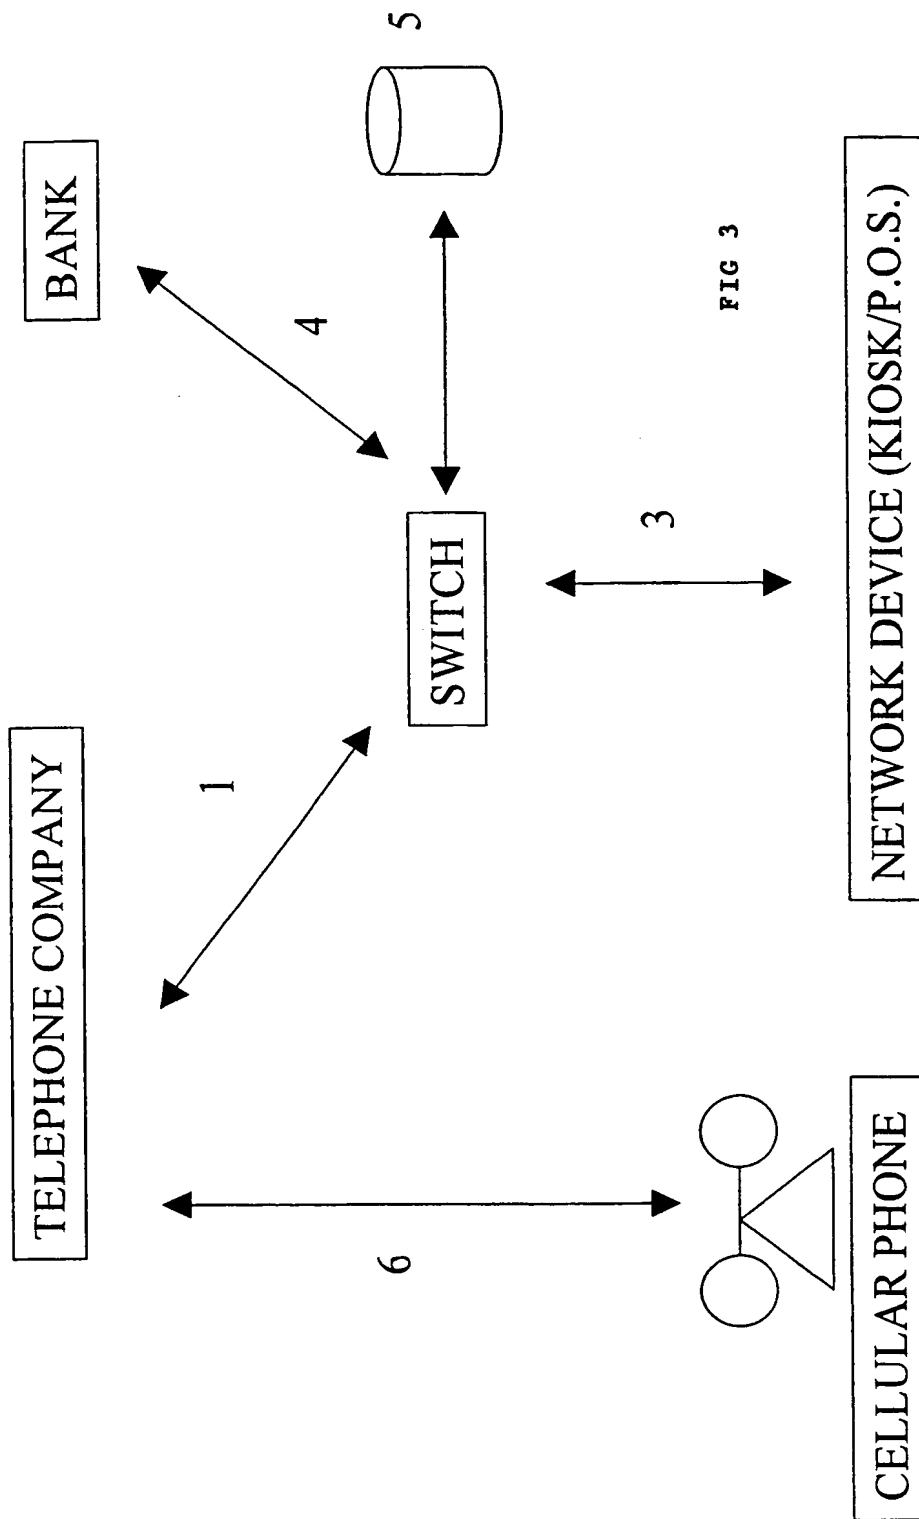 TELEPHONE COMPANY
BANK
1
4
6
SWITCH
5
3
CELLULAR PHONE
NETWORK DEVICE (KIOSK/P.O.S.)
FIG 3